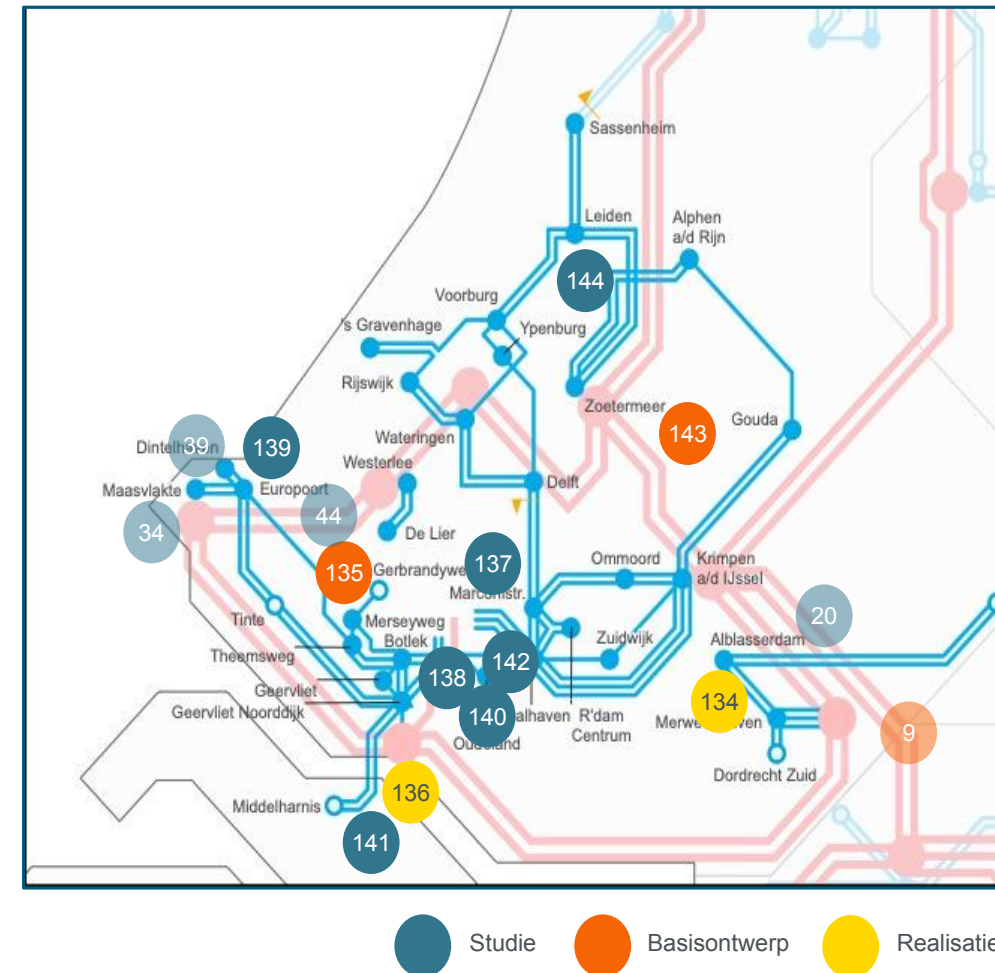 Sassenheim
Leiden
Alphen
a/d Rijn
144
Voorburg
's Gravenhage
Ypenburg
Rijswijk
Zoetermeer
143
Gouda
Wateringen
39
139
Westerlee
Maasvlakte
Europoort
Delft
44
34
De Lier
137
Ommoord
Krimpen
a/d IJssel
135
20
Tinte
Merseyweg
Botlek
Zuidwijk
Alblasserdam
Theemsweg
142
138
Geervliet
134
Geervliet Noorddijk
140
R'dam
Centrum
9
Dordrecht Zuid
136
Middelharnis
141
Studie
Basisontwerp
Realisatie